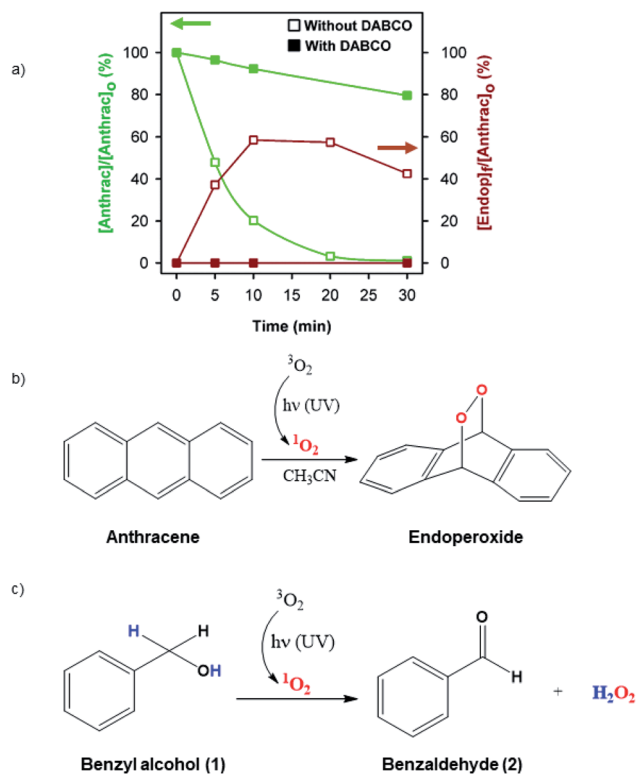 a)
Without DABCO
With DABCO
[Anthrac]/[Anthrac]o (%)
100
80
60
40
20
0
100
80
60
40
20
0
[Endop]f/[Anthrac]o (%)
0 5 10 15 20 25 30
Time (min)
b)
³O₂
hν (UV)
¹O₂
CH₃CN
O
O
Anthracene
Endoperoxide
c)
H H
OH
³O₂
hν (UV)
¹O₂
O
H
+ H₂O₂
Benzyl alcohol (1)
Benzaldehyde (2)